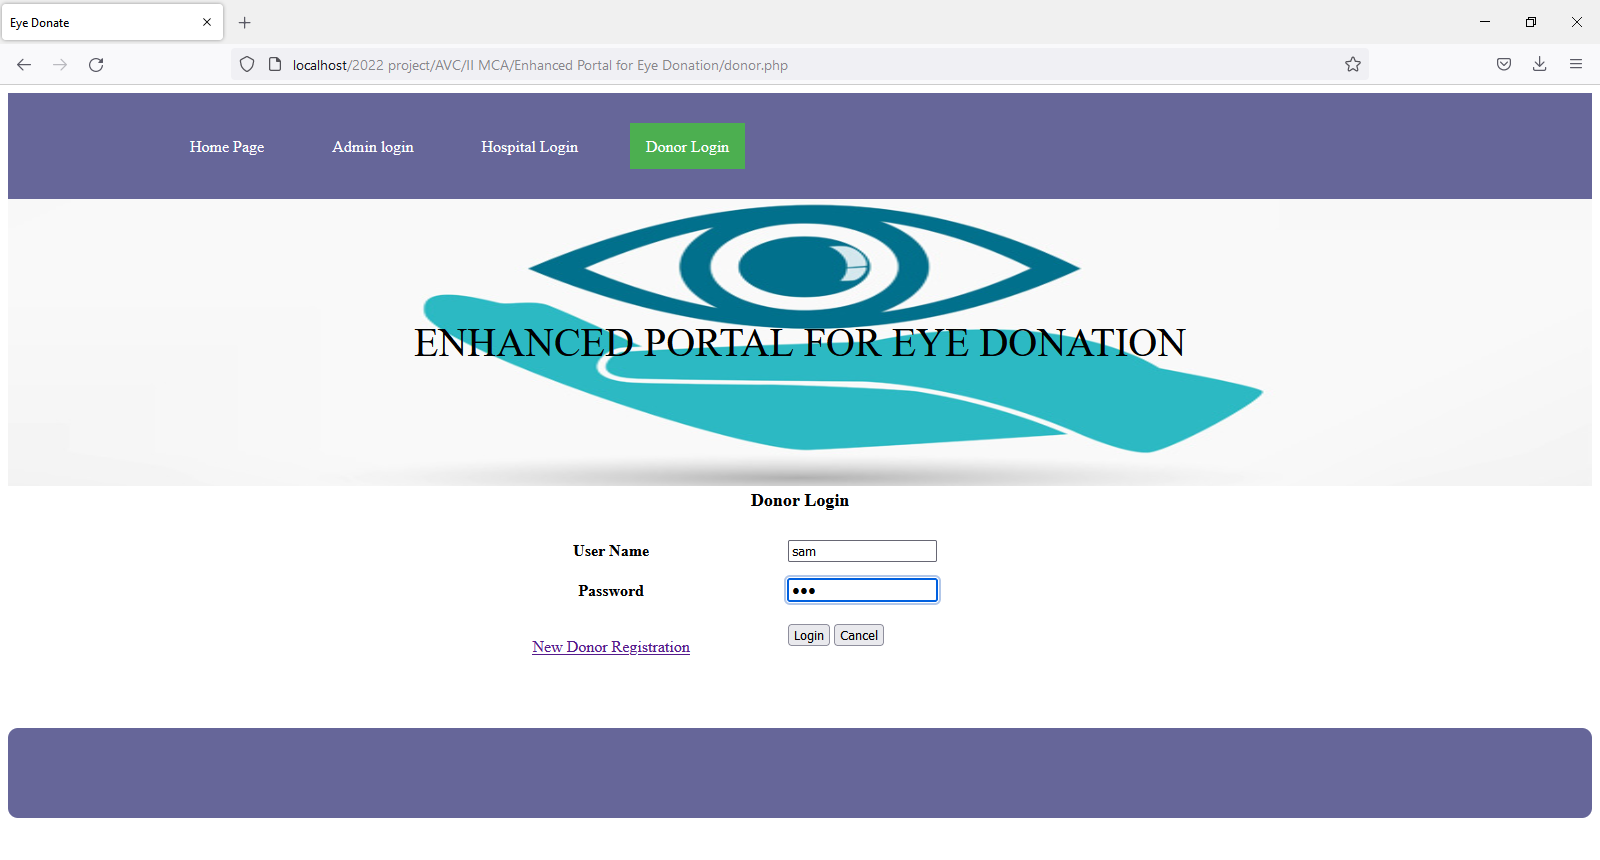 Eye Donate
localhost/2022 project/AVC/II MCA/Enhanced Portal for Eye Donation/donor.php
Home Page Admin login Hospital Login Donor Login
ENHANCED PORTAL FOR EYE DONATION
Donor Login
User Name sam
Password •••
Login Cancel
New Donor Registration